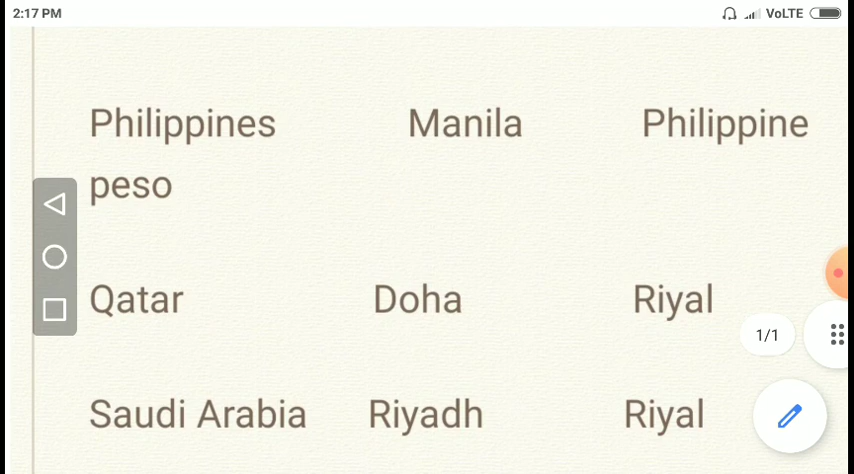 2:17 PM VoLTE
Philippines Manila Philippine
peso
Qatar Doha Riyal
1/1
Saudi Arabia Riyadh Riyal